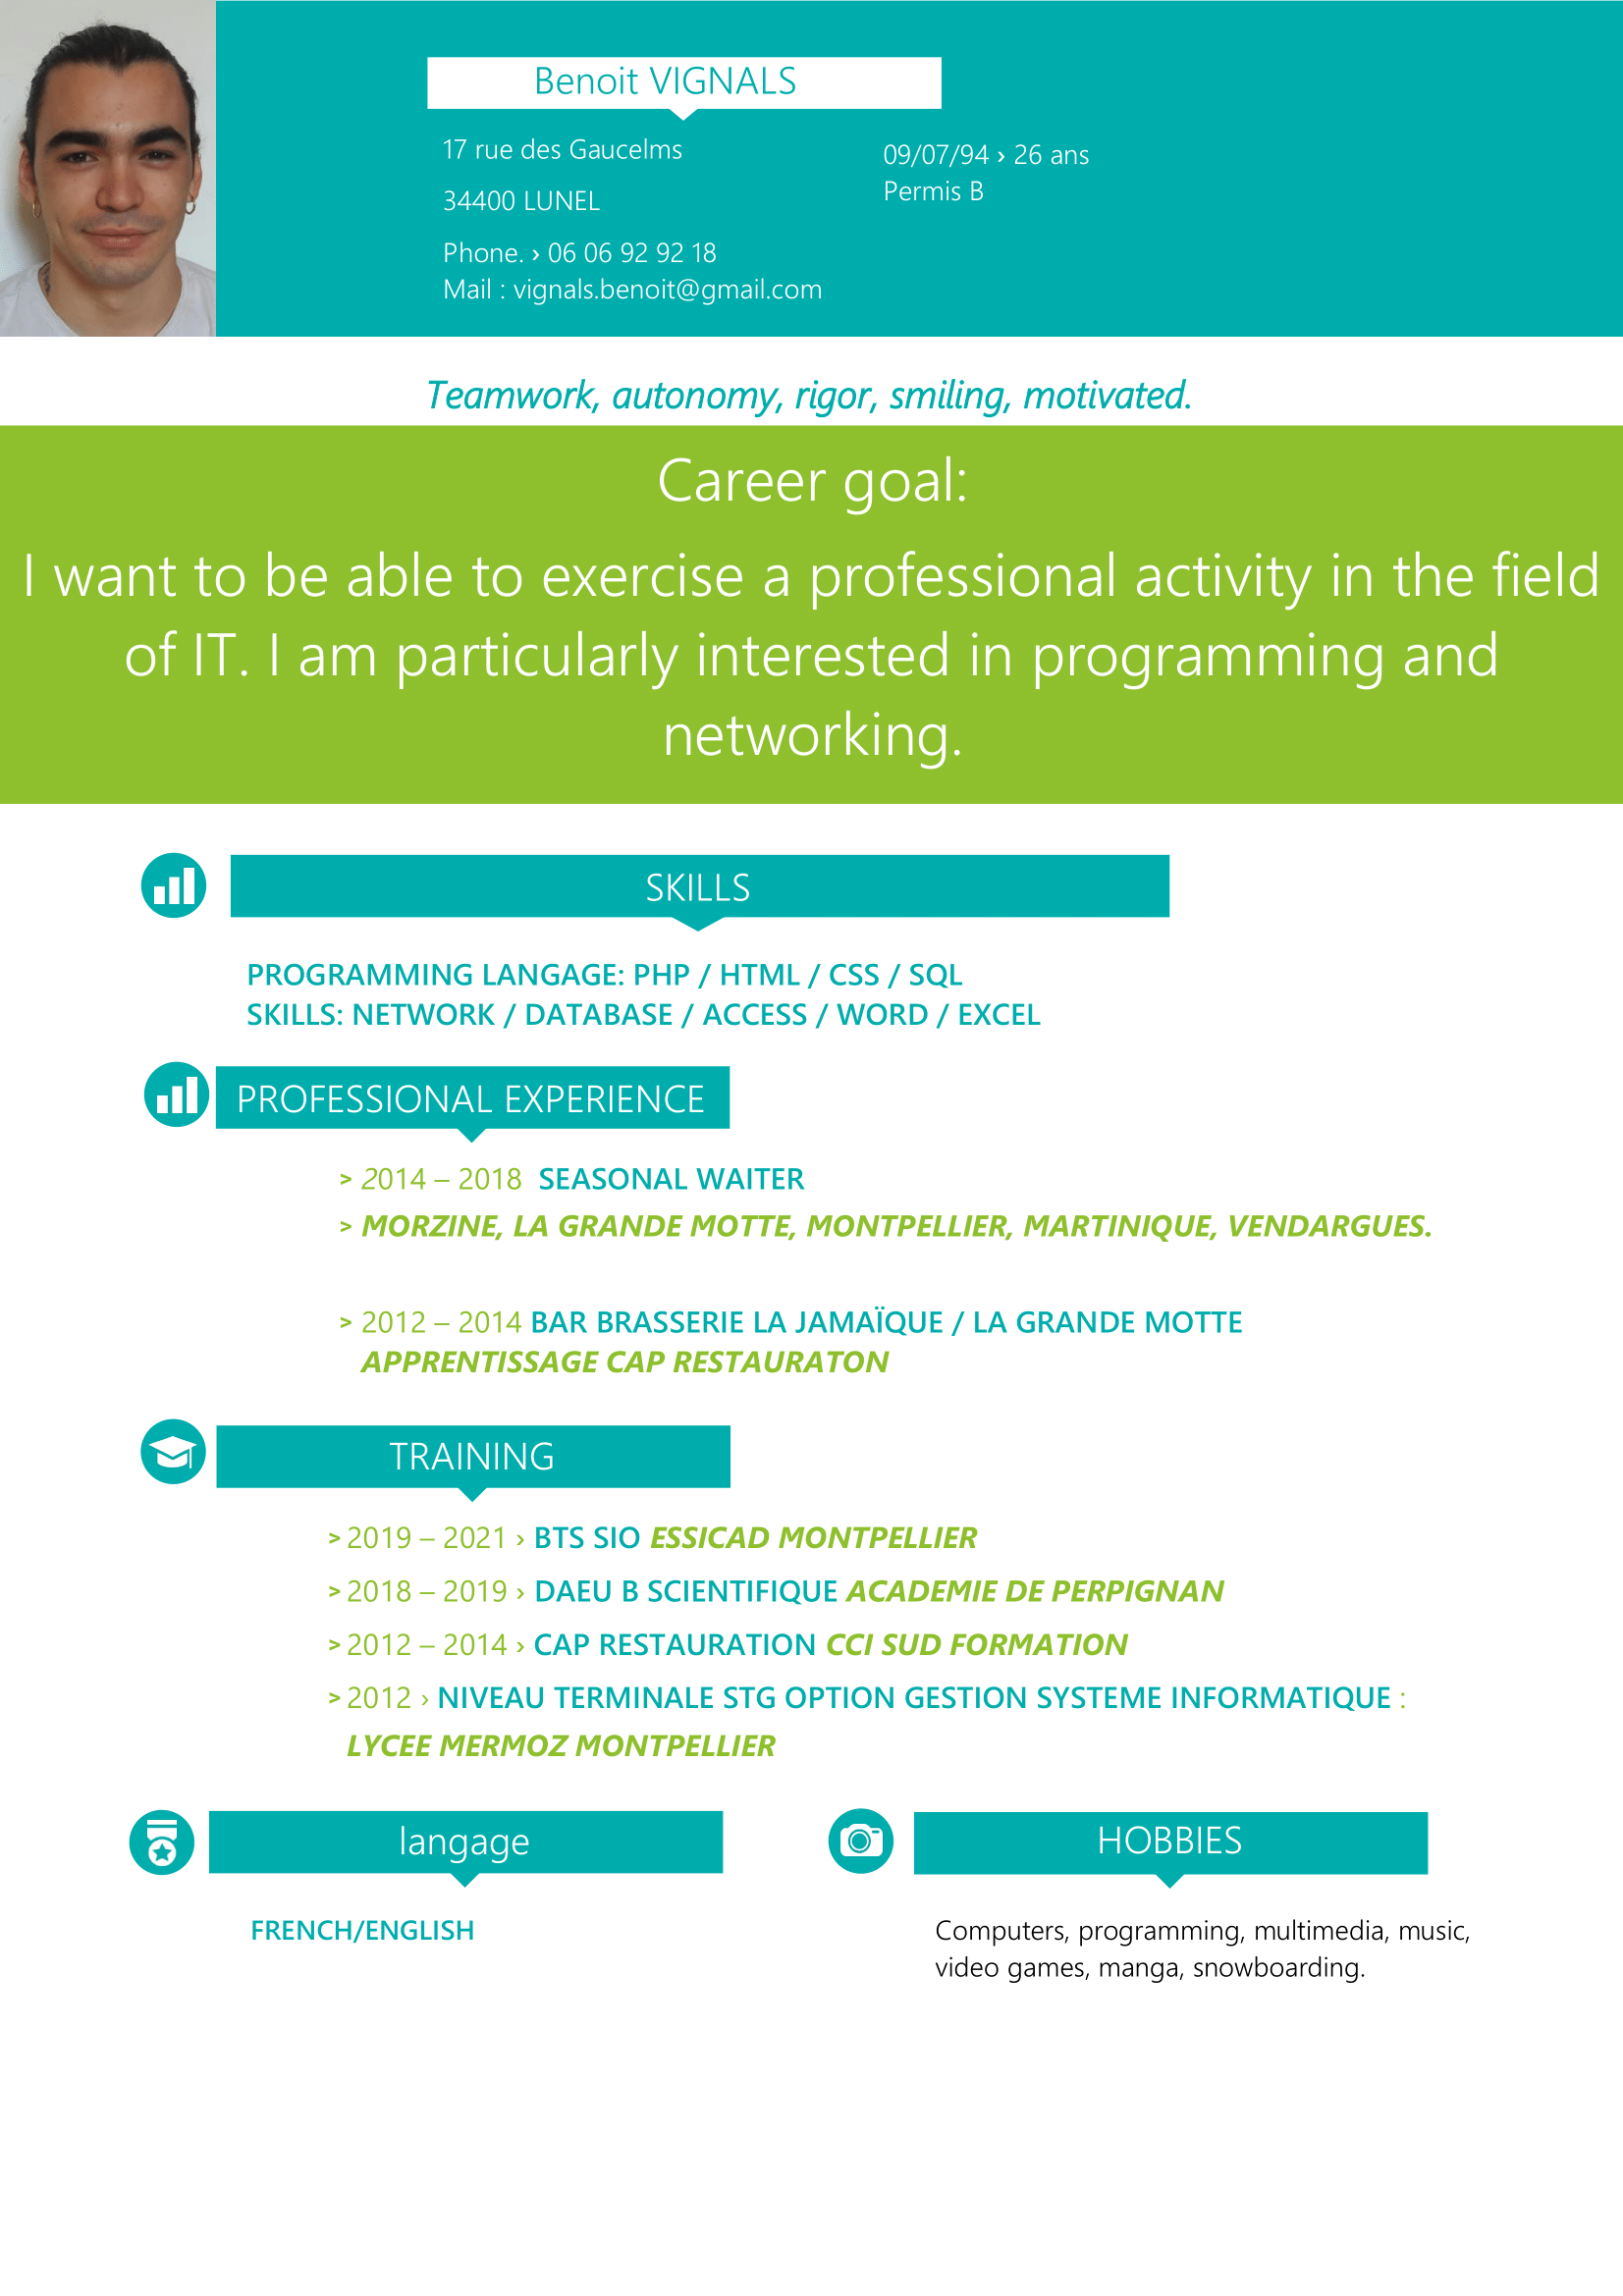 Benoit VIGNALS
17 rue des Gaucelms
34400 LUNEL
Phone. › 06 06 92 92 18
Mail : vignals.benoit@gmail.com
09/07/94 › 26 ans
Permis B
Teamwork, autonomy, rigor, smiling, motivated.
Career goal:
I want to be able to exercise a professional activity in the field
of IT. I am particularly interested in programming and
networking.
SKILLS
PROGRAMMING LANGAGE: PHP / HTML / CSS / SQL
SKILLS: NETWORK / DATABASE / ACCESS / WORD / EXCEL
PROFESSIONAL EXPERIENCE
> 2014 – 2018 SEASONAL WAITER
> MORZINE, LA GRANDE MOTTE, MONTPELLIER, MARTINIQUE, VENDARGUES.
> 2012 – 2014 BAR BRASSERIE LA JAMAÏQUE / LA GRANDE MOTTE
APPRENTISSAGE CAP RESTAURATON
TRAINING
> 2019 – 2021 › BTS SIO ESSICAD MONTPELLIER
> 2018 – 2019 › DAEU B SCIENTIFIQUE ACADEMIE DE PERPIGNAN
> 2012 – 2014 › CAP RESTAURATION CCI SUD FORMATION
> 2012 › NIVEAU TERMINALE STG OPTION GESTION SYSTEME INFORMATIQUE :
LYCEE MERMOZ MONTPELLIER
langage
FRENCH/ENGLISH
HOBBIES
Computers, programming, multimedia, music,
video games, manga, snowboarding.